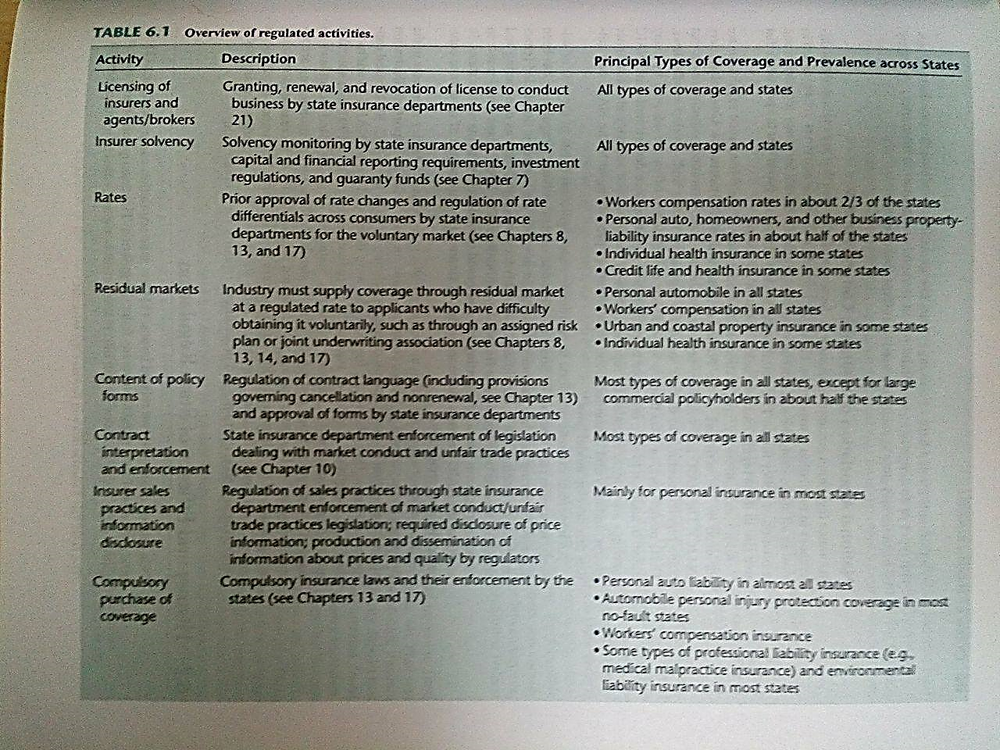 TABLE 6.1 Overview of regulated activities.
Activity
Description
Principal Types of Coverage and Prevalence across States
Licensing of
insurers and
agents/brokers
Granting, renewal, and revocation of license to conduct
business by state insurance departments (see Chapter
21)
All types of coverage and states
Insurer solvency
Solvency monitoring by state insurance departments,
capital and financial reporting requirements, investment
regulations, and guaranty funds (see Chapter 7)
All types of coverage and states
Rates
Prior approval of rate changes and regulation of rate
differentials across consumers by state insurance
departments for the voluntary market (see Chapters 8,
13, and 17)
• Workers compensation rates in about 2/3 of the states
• Personal auto, homeowners, and other business property-
liability insurance rates in about half of the states
• Individual health insurance in some states
• Credit life and health insurance in some states
Residual markets
Industry must supply coverage through residual market
at a regulated rate to applicants who have difficulty
obtaining it voluntarily, such as through an assigned risk
plan or joint underwriting association (see Chapters 8,
13, 14, and 17)
• Personal automobile in all states
• Workers' compensation in all states
• Urban and coastal property insurance in some states
• Individual health insurance in some states
Content of policy
forms
Regulation of contract language (including provisions
governing cancellation and nonrenewal, see Chapter 13)
and approval of forms by state insurance departments
Most types of coverage in all states, except for large
commercial policyholders in about half the states
Contract
interpretation
and enforcement
State insurance department enforcement of legislation
dealing with market conduct and unfair trade practices
(see Chapter 10)
Most types of coverage in all states
Insurer sales
practices and
information
disclosure
Regulation of sales practices through state insurance
department enforcement of market conduct/unfair
trade practices legislation; required disclosure of price
information; production and dissemination of
information about prices and quality by regulators
Mainly for personal insurance in most states
Compulsory
purchase of
coverage
Compulsory insurance laws and their enforcement by the
states (see Chapters 13 and 17)
• Personal auto liability in almost all states
• Automobile personal injury protection coverage in most
no-fault states
• Workers' compensation insurance
• Some types of professional liability insurance (e.g.,
medical malpractice insurance) and environmental
liability insurance in most states